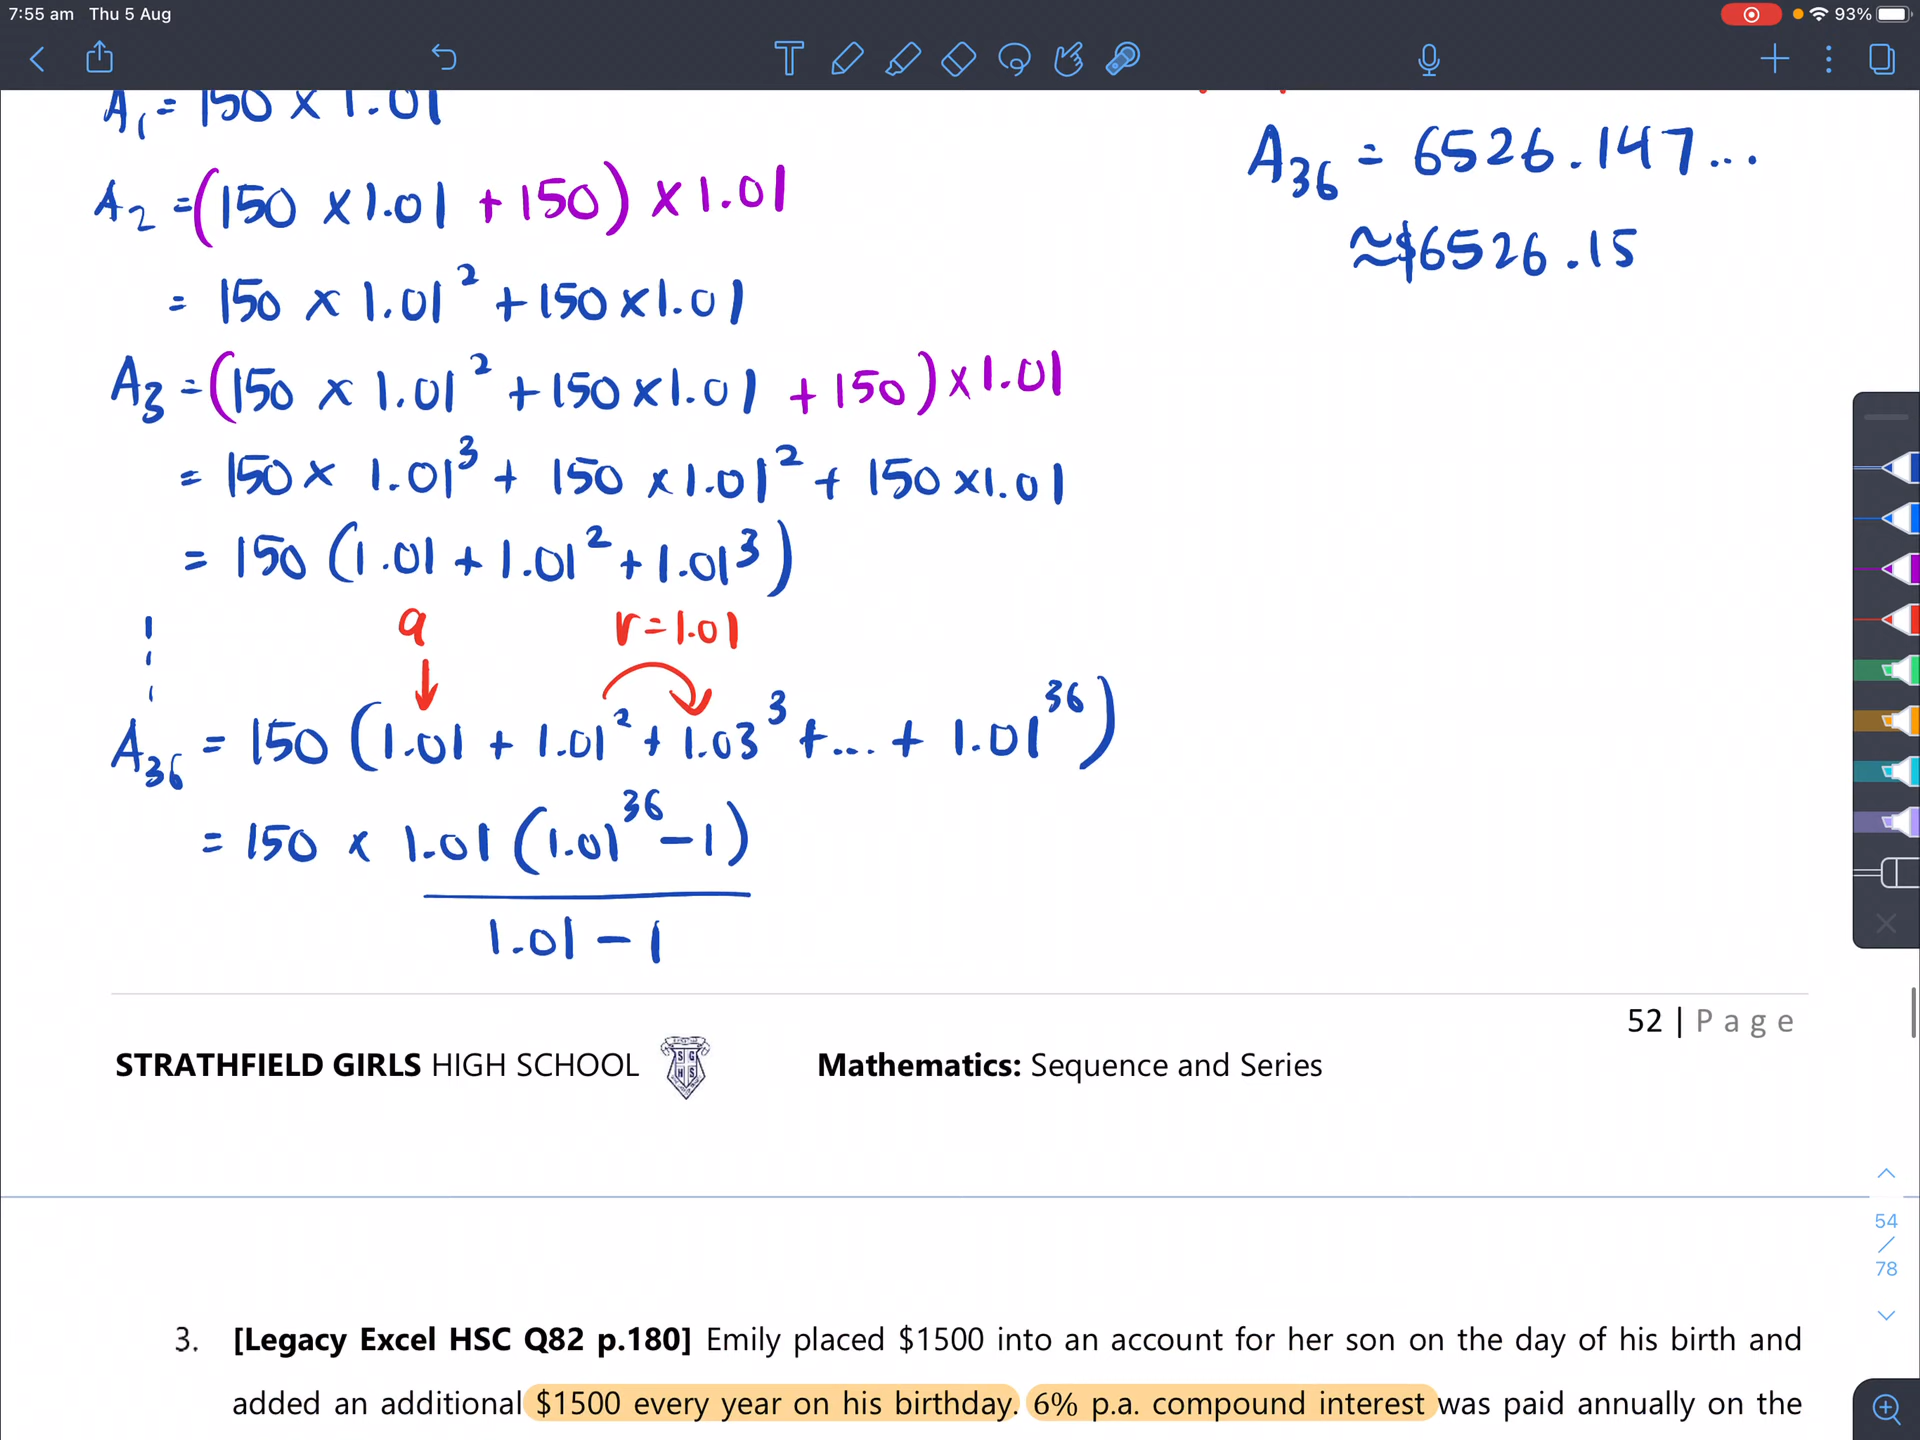 7:55 am Thu 5 Aug
93%
A₁ = 150 × 1.01
A₂ = (150 × 1.01 + 150) × 1.01
= 150 × 1.01² + 150 × 1.01
A₃ = (150 × 1.01² + 150 × 1.01 + 150) × 1.01
= 150 × 1.01³ + 150 × 1.01² + 150 × 1.01
= 150 (1.01 + 1.01² + 1.01³)
a r = 1.01
A₃₆ = 150 (1.01 + 1.01² + 1.03³ + ... + 1.01³⁶)
= 150 × 1.01 (1.01³⁶ - 1)
1.01 - 1
A₃₆ = 6526.147...
≈ $6526.15
52 | Page
STRATHFIELD GIRLS HIGH SCHOOL
S G
H S
Mathematics: Sequence and Series
54
/
78
3. [Legacy Excel HSC Q82 p.180] Emily placed $1500 into an account for her son on the day of his birth and
added an additional $1500 every year on his birthday. 6% p.a. compound interest was paid annually on the